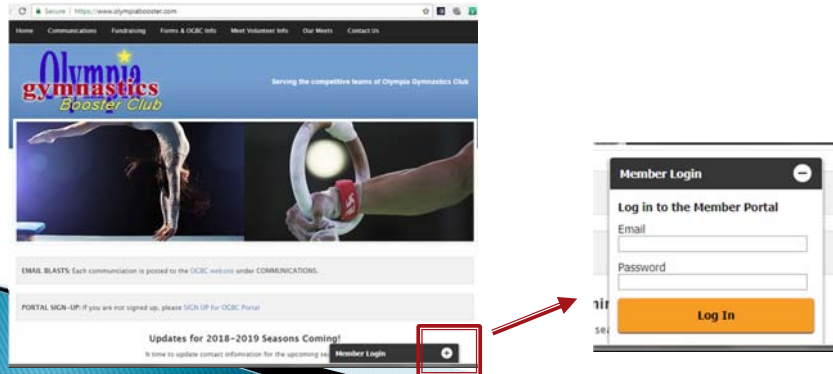 Secure | https://www.olympiabooster.com
Home Communications Fundraising Forms & OGBC Info Meet Volunteer Info Our Meets Contact Us
Olympia
gymnastics
Booster Club
Serving the competitive teams of Olympia Gymnastics Club
EMAIL BLASTS: Each communciation is posted to the OGBC website under COMMUNICATIONS.
PORTAL SIGN-UP: If you are not signed up, please SIGN UP for OGBC Portal
Updates for 2018-2019 Seasons Coming!
It time to update contact information for the upcoming
Member Login
Member Login
Log in to the Member Portal
Email
Password
Log In